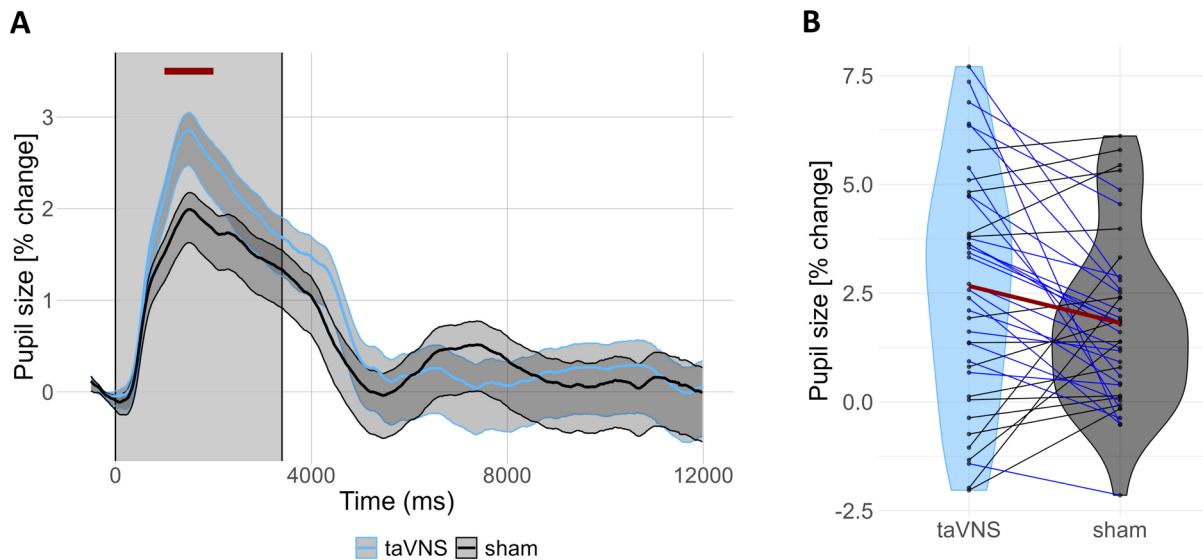 A
Pupil size [% change]
3
2
1
0
0
4000
8000
12000
Time (ms)
taVNS
sham
B
Pupil size [% change]
7.5
5.0
2.5
0.0
-2.5
taVNS
sham